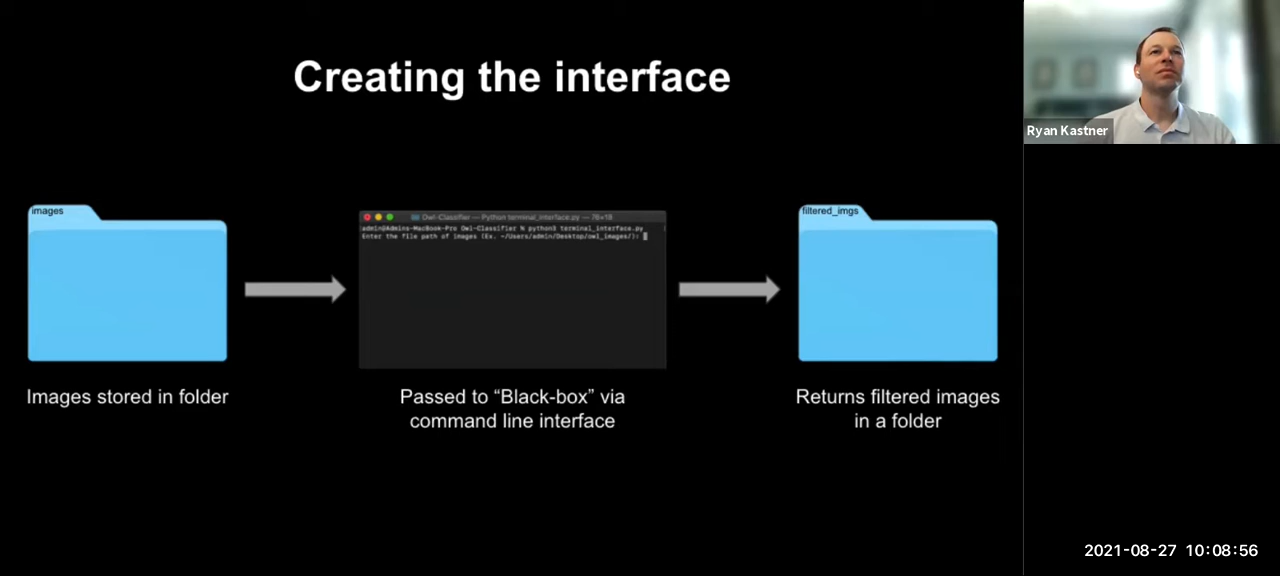 Creating the interface
Ryan Kastner
images
Owl-Classifier — Python terminal_interface.py — 76×18
admin@Admins-MacBook-Pro Owl-Classifier % python3 terminal_interface.py
Enter the file path of images (Ex. ~/Users/admin/Desktop/owl_images/):
filtered_imgs
Images stored in folder
Passed to “Black-box” via
command line interface
Returns filtered images
in a folder
2021-08-27 10:08:56